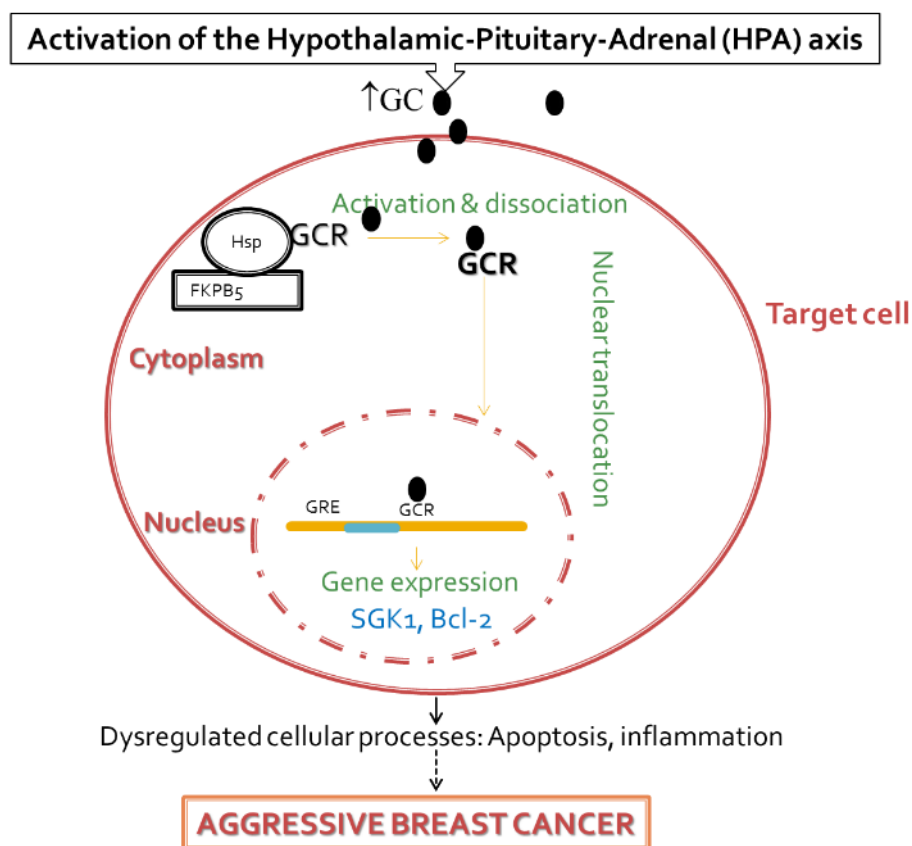 Activation of the Hypothalamic-Pituitary-Adrenal (HPA) axis
↑GC
Activation & dissociation
Hsp
GCR
GCR
FKPB5
Nuclear translocation
Target cell
Cytoplasm
GRE
GCR
Nucleus
Gene expression
SGK1, Bcl-2
Dysregulated cellular processes: Apoptosis, inflammation
AGGRESSIVE BREAST CANCER